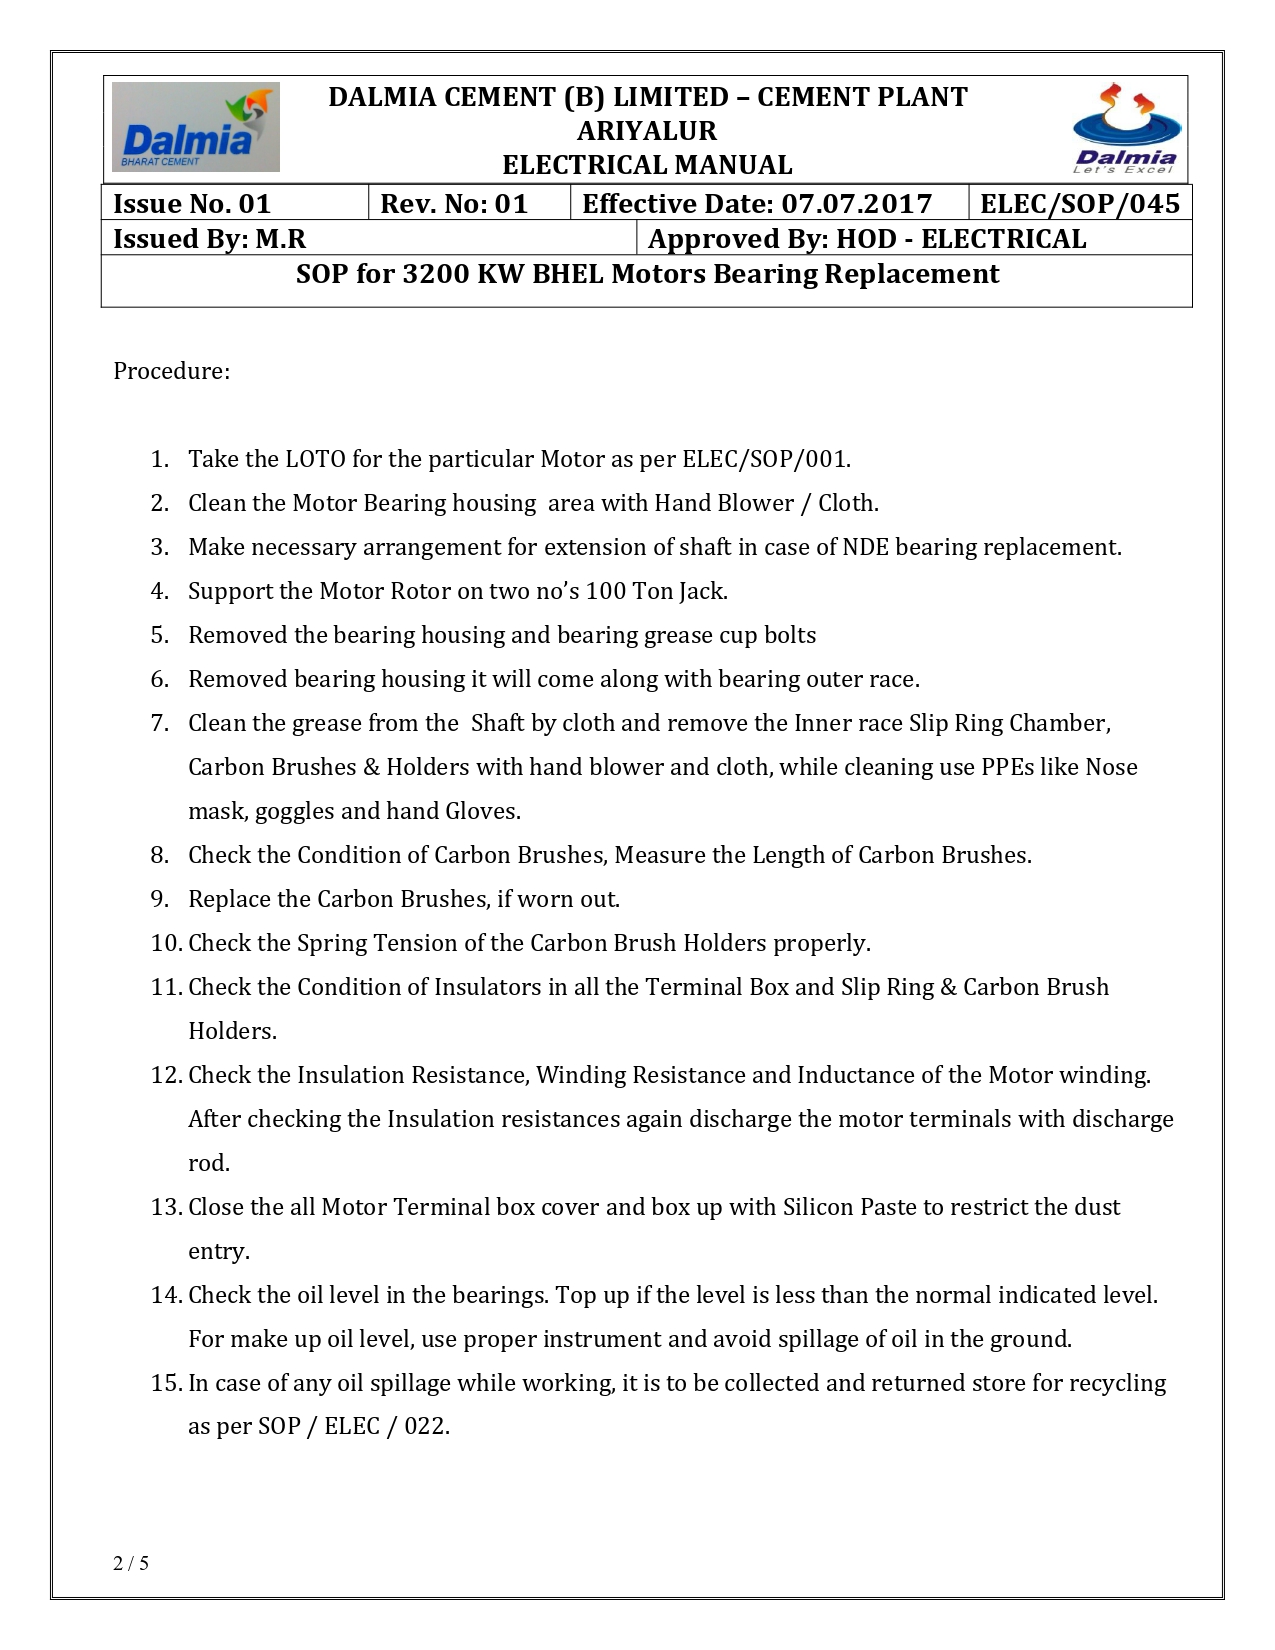 Dalmia
BHARAT CEMENT
DALMIA CEMENT (B) LIMITED – CEMENT PLANT
ARIYALUR
ELECTRICAL MANUAL
Dalmia
Let's Excel
Issue No. 01 Rev. No: 01 Effective Date: 07.07.2017 ELEC/SOP/045
Issued By: M.R Approved By: HOD - ELECTRICAL
SOP for 3200 KW BHEL Motors Bearing Replacement
Procedure:
1. Take the LOTO for the particular Motor as per ELEC/SOP/001.
2. Clean the Motor Bearing housing  area with Hand Blower / Cloth.
3. Make necessary arrangement for extension of shaft in case of NDE bearing replacement.
4. Support the Motor Rotor on two no’s 100 Ton Jack.
5. Removed the bearing housing and bearing grease cup bolts
6. Removed bearing housing it will come along with bearing outer race.
7. Clean the grease from the  Shaft by cloth and remove the Inner race Slip Ring Chamber,
Carbon Brushes & Holders with hand blower and cloth, while cleaning use PPEs like Nose
mask, goggles and hand Gloves.
8. Check the Condition of Carbon Brushes, Measure the Length of Carbon Brushes.
9. Replace the Carbon Brushes, if worn out.
10. Check the Spring Tension of the Carbon Brush Holders properly.
11. Check the Condition of Insulators in all the Terminal Box and Slip Ring & Carbon Brush
Holders.
12. Check the Insulation Resistance, Winding Resistance and Inductance of the Motor winding.
After checking the Insulation resistances again discharge the motor terminals with discharge
rod.
13. Close the all Motor Terminal box cover and box up with Silicon Paste to restrict the dust
entry.
14. Check the oil level in the bearings. Top up if the level is less than the normal indicated level.
For make up oil level, use proper instrument and avoid spillage of oil in the ground.
15. In case of any oil spillage while working, it is to be collected and returned store for recycling
as per SOP / ELEC / 022.
2 / 5